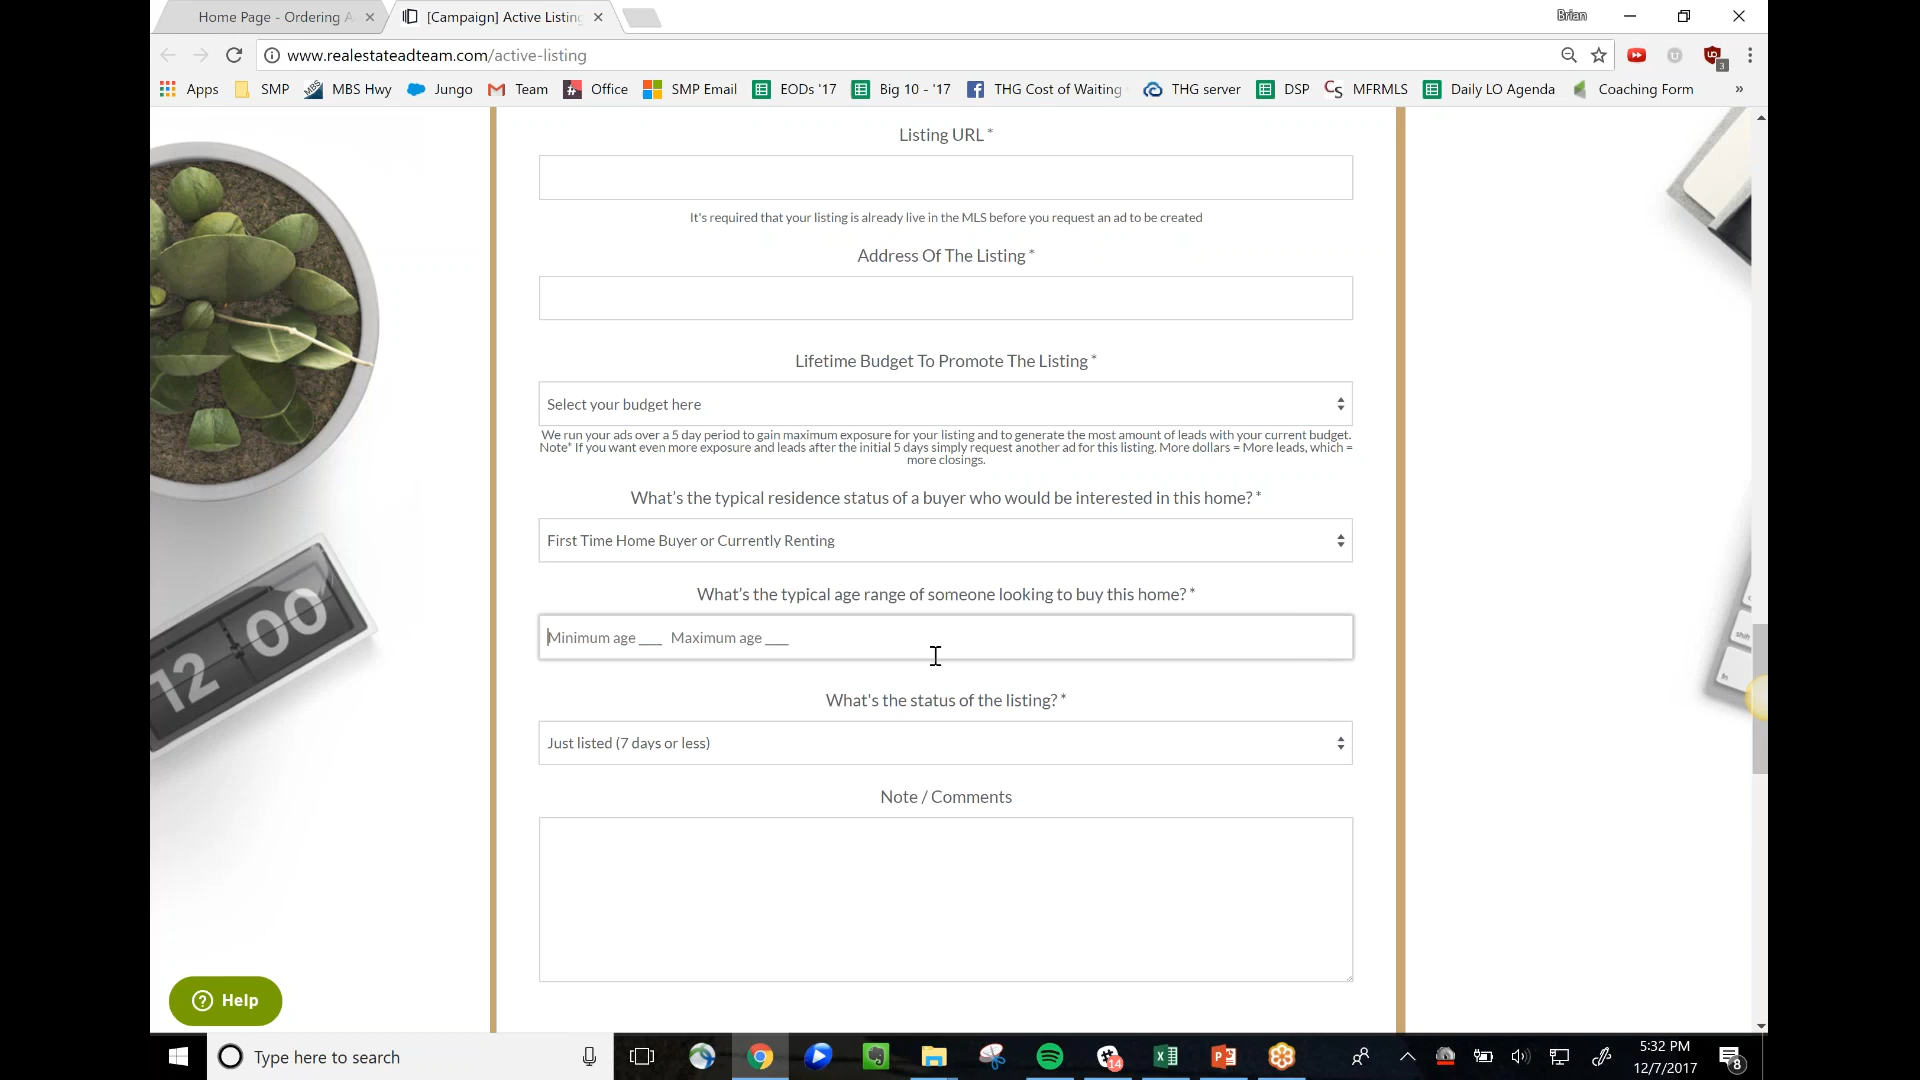 Home Page - Ordering A
[Campaign] Active Listing
Brian
www.realestateadteam.com/active-listing
3
Apps
SMP
MBS Hwy
Jungo
Team
Office
SMP Email
EODs '17
Big 10 - '17
THG Cost of Waiting
THG server
DSP
MFRMLS
Daily LO Agenda
Coaching Form
»
Listing URL *
It's required that your listing is already live in the MLS before you request an ad to be created
Address Of The Listing *
Lifetime Budget To Promote The Listing *
Select your budget here
We run your ads over a 5 day period to gain maximum exposure for your listing and to generate the most amount of leads with your current budget.
Note* If you want even more exposure and leads after the initial 5 days simply request another ad for this listing. More dollars = More leads, which =
more closings.
What's the typical residence status of a buyer who would be interested in this home? *
First Time Home Buyer or Currently Renting
What's the typical age range of someone looking to buy this home? *
Minimum age ___ Maximum age ___
What's the status of the listing? *
Just listed (7 days or less)
Note / Comments
12 00
shift
fn
Help
Type here to search
14
5:32 PM
12/7/2017
8